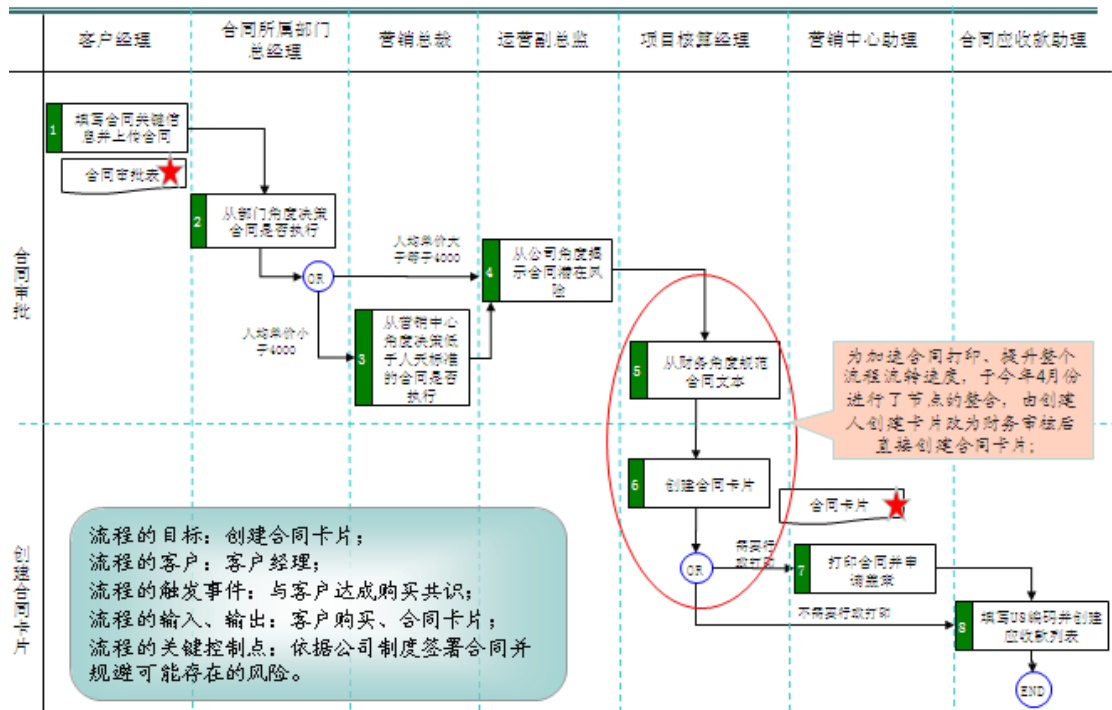 客户经理
合同所属部门
总经理
营销总裁
运营副总监
项目核算经理
营销中心助理
合同应收款助理
合同审批
1
填写合同关键信
息并上传合同
合同审批表
2
从部门角度决策
合同是否执行
OR
人均单价大
于等于4000
人均单价小
于4000
3
从营销中心
角度决策低
于人天标准
的合同是否
执行
4
从公司角度揭
示合同潜在风
险
5
从财务角度规范
合同文本
为加速合同打印、提升整个
流程流转速度，于今年4月份
进行了节点的整合，由创建
人创建卡片改为财务审核后
直接创建合同卡片；
创建合同卡片
6
创建合同卡片
合同卡片
OR
需要行
政打印
不需要行政打印
7
打印合同并申
请盖章
8
填写US编码并创建
应收款列表
END
流程的目标：创建合同卡片；
流程的客户：客户经理；
流程的触发事件：与客户达成购买共识；
流程的输入、输出：客户购买、合同卡片；
流程的关键控制点：依据公司制度签署合同并
规避可能存在的风险。